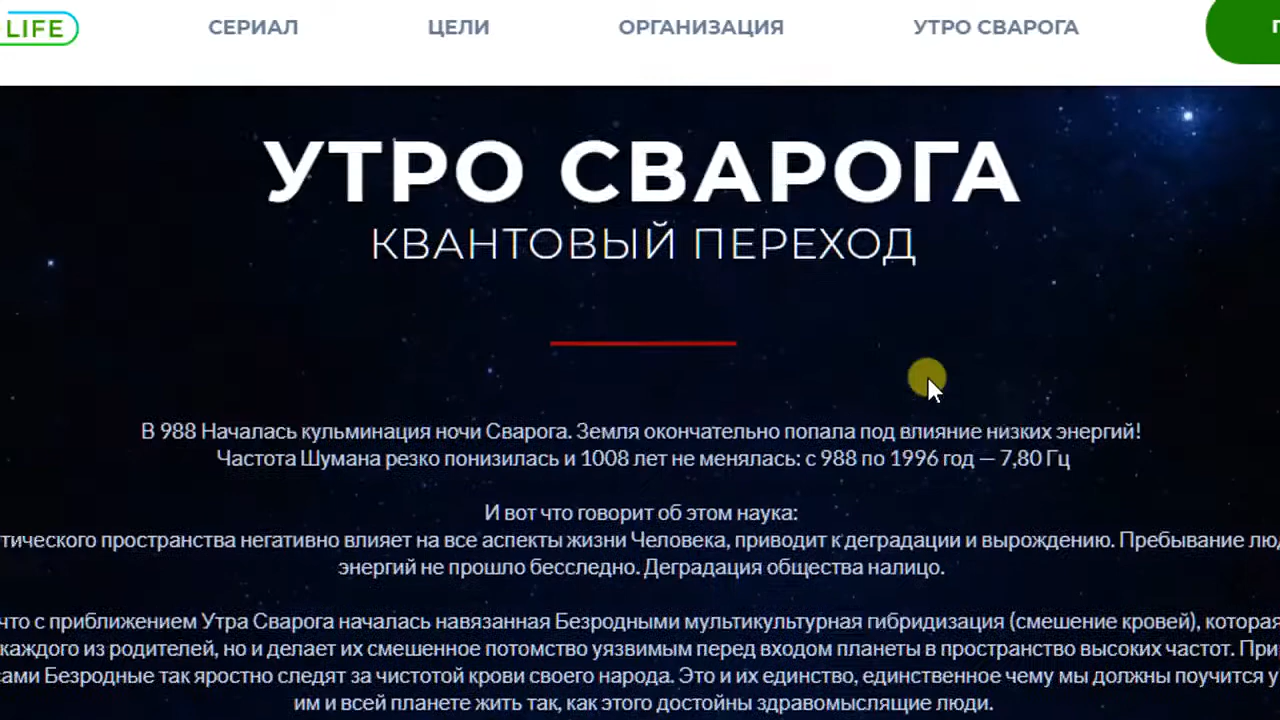 LIFE СЕРИАЛ ЦЕЛИ ОРГАНИЗАЦИЯ УТРО СВАРОГА
УТРО СВАРОГА
КВАНТОВЫЙ ПЕРЕХОД
В 988 Началась кульминация ночи Сварога. Земля окончательно попала под влияние низких энергий!
Частота Шумана резко понизилась и 1008 лет не менялась: с 988 по 1996 год — 7,80 Гц
И вот что говорит об этом наука:
тического пространства негативно влияет на все аспекты жизни Человека, приводит к деградации и вырождению. Пребывание
энергий не прошло бесследно. Деградация общества налицо.
что с приближением Утра Сварога началась навязанная Безродными мультикультурная гибридизация (смешение кровей), которая
каждого из родителей, но и делает их смешенное потомство уязвимым перед входом планеты в пространство высоких частот.
сами Безродные так яростно следят за чистотой крови своего народа. Это и их единство, единственное чему мы должны поучится у
им и всей планете жить так, как этого достойны здравомыслящие люди.